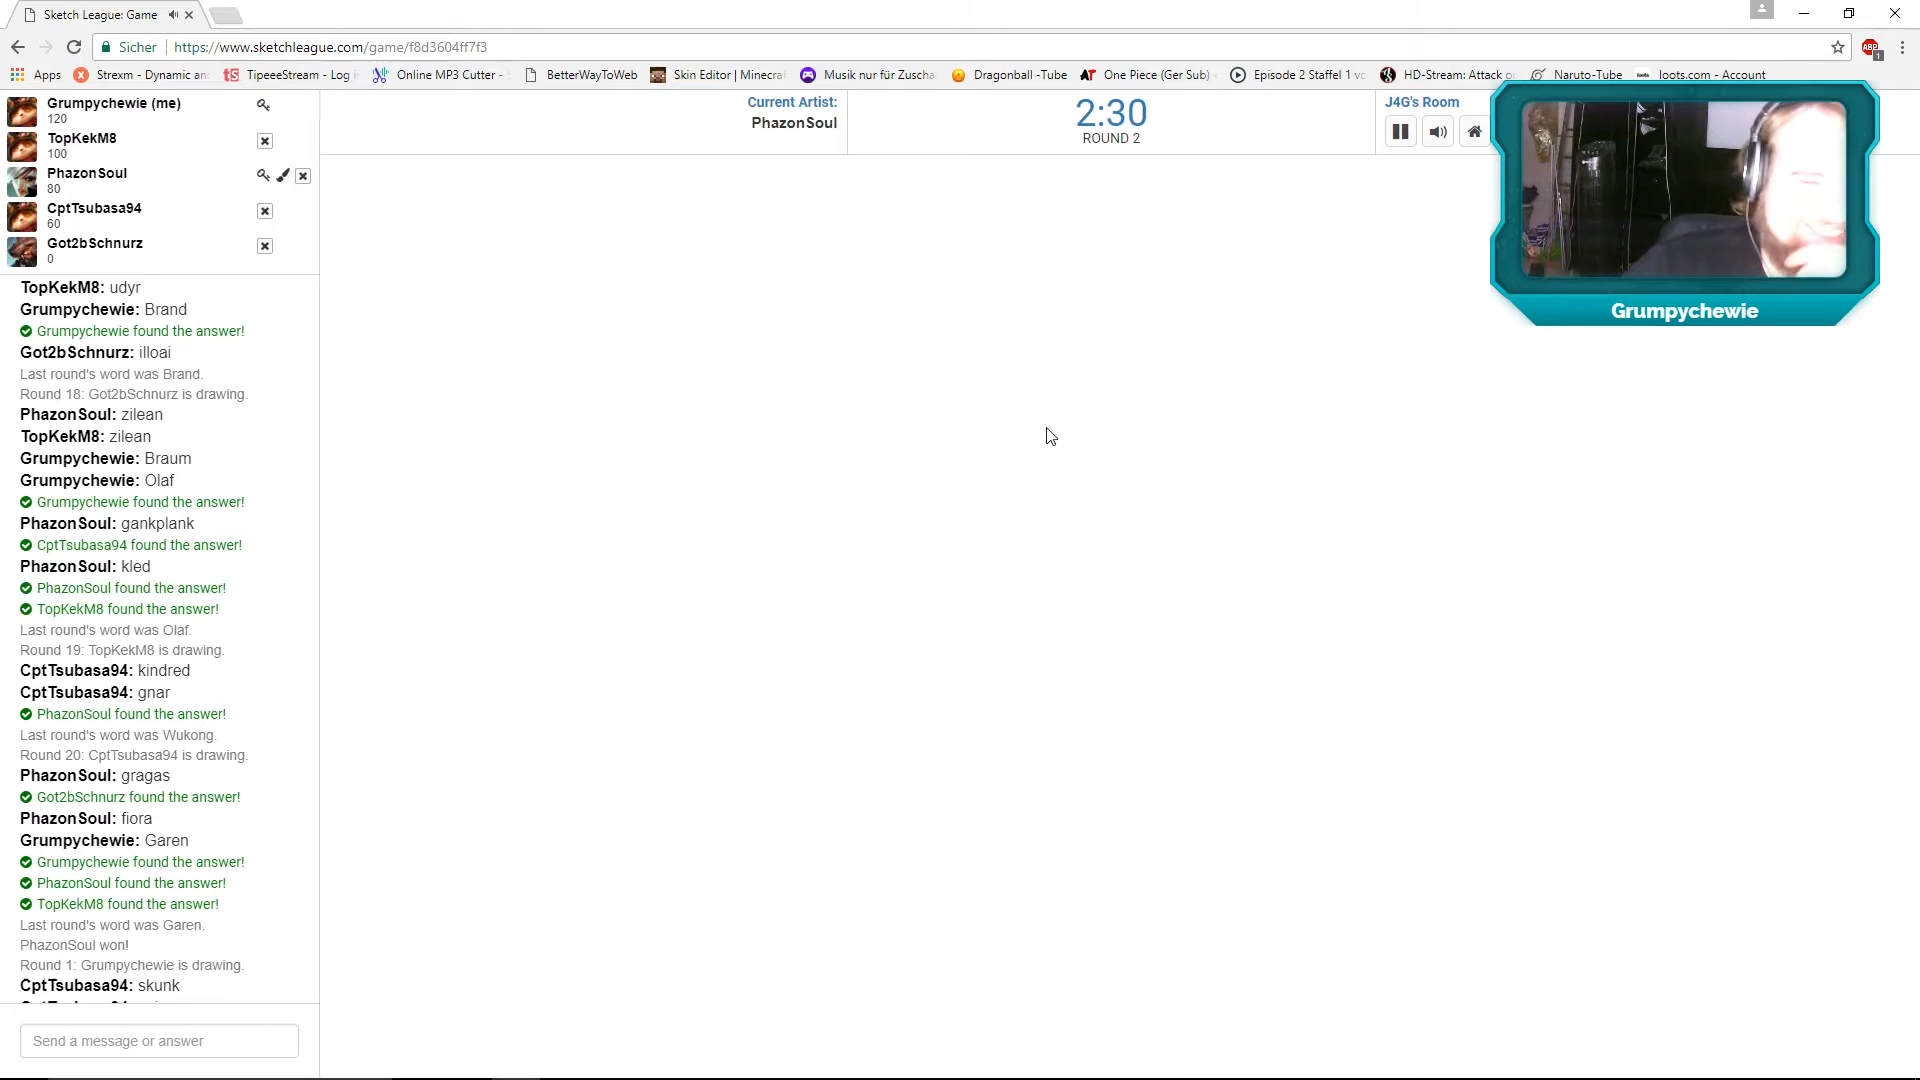 Sketch League: Game
Sicher
https://www.sketchleague.com/game/f8d3604ff7f3
ABP
1
Apps
Strexm - Dynamic an
TipeeeStream - Log i
Online MP3 Cutter -
BetterWayToWeb
Skin Editor | Minecra
Musik nur für Zuscha
Dragonball -Tube
One Piece (Ger Sub)
Episode 2 Staffel 1 vo
HD-Stream: Attack o
Naruto-Tube
loots.com - Account
Grumpychewie (me)
120
TopKekM8
100
PhazonSoul
80
CptTsubasa94
60
Got2bSchnurz
0
Current Artist:
PhazonSoul
2:30
ROUND 2
J4G's Room
Grumpychewie
TopKekM8: udyr
Grumpychewie: Brand
Grumpychewie found the answer!
Got2bSchnurz: illoai
Last round's word was Brand.
Round 18: Got2bSchnurz is drawing.
PhazonSoul: zilean
TopKekM8: zilean
Grumpychewie: Braum
Grumpychewie: Olaf
Grumpychewie found the answer!
PhazonSoul: gankplank
CptTsubasa94 found the answer!
PhazonSoul: kled
PhazonSoul found the answer!
TopKekM8 found the answer!
Last round's word was Olaf.
Round 19: TopKekM8 is drawing.
CptTsubasa94: kindred
CptTsubasa94: gnar
PhazonSoul found the answer!
Last round's word was Wukong.
Round 20: CptTsubasa94 is drawing.
PhazonSoul: gragas
Got2bSchnurz found the answer!
PhazonSoul: fiora
Grumpychewie: Garen
Grumpychewie found the answer!
PhazonSoul found the answer!
TopKekM8 found the answer!
Last round's word was Garen.
PhazonSoul won!
Round 1: Grumpychewie is drawing.
CptTsubasa94: skunk
Send a message or answer